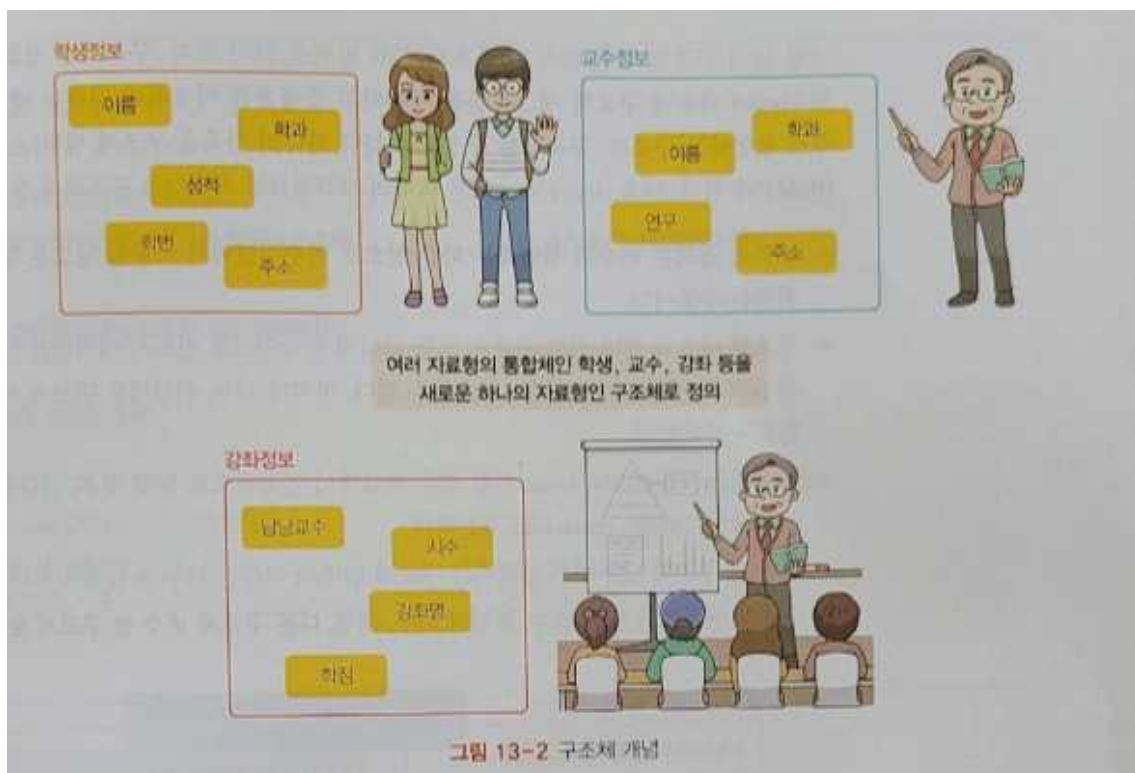 학생정보
이름
학과
성적
학번
주소
교수정보
학과
이름
연구
주소
여러 자료형의 통합체인 학생, 교수, 강좌 등을
새로운 하나의 자료형인 구조체로 정의
강좌정보
담당교수
시수
강좌명
학점
그림 13-2 구조체 개념